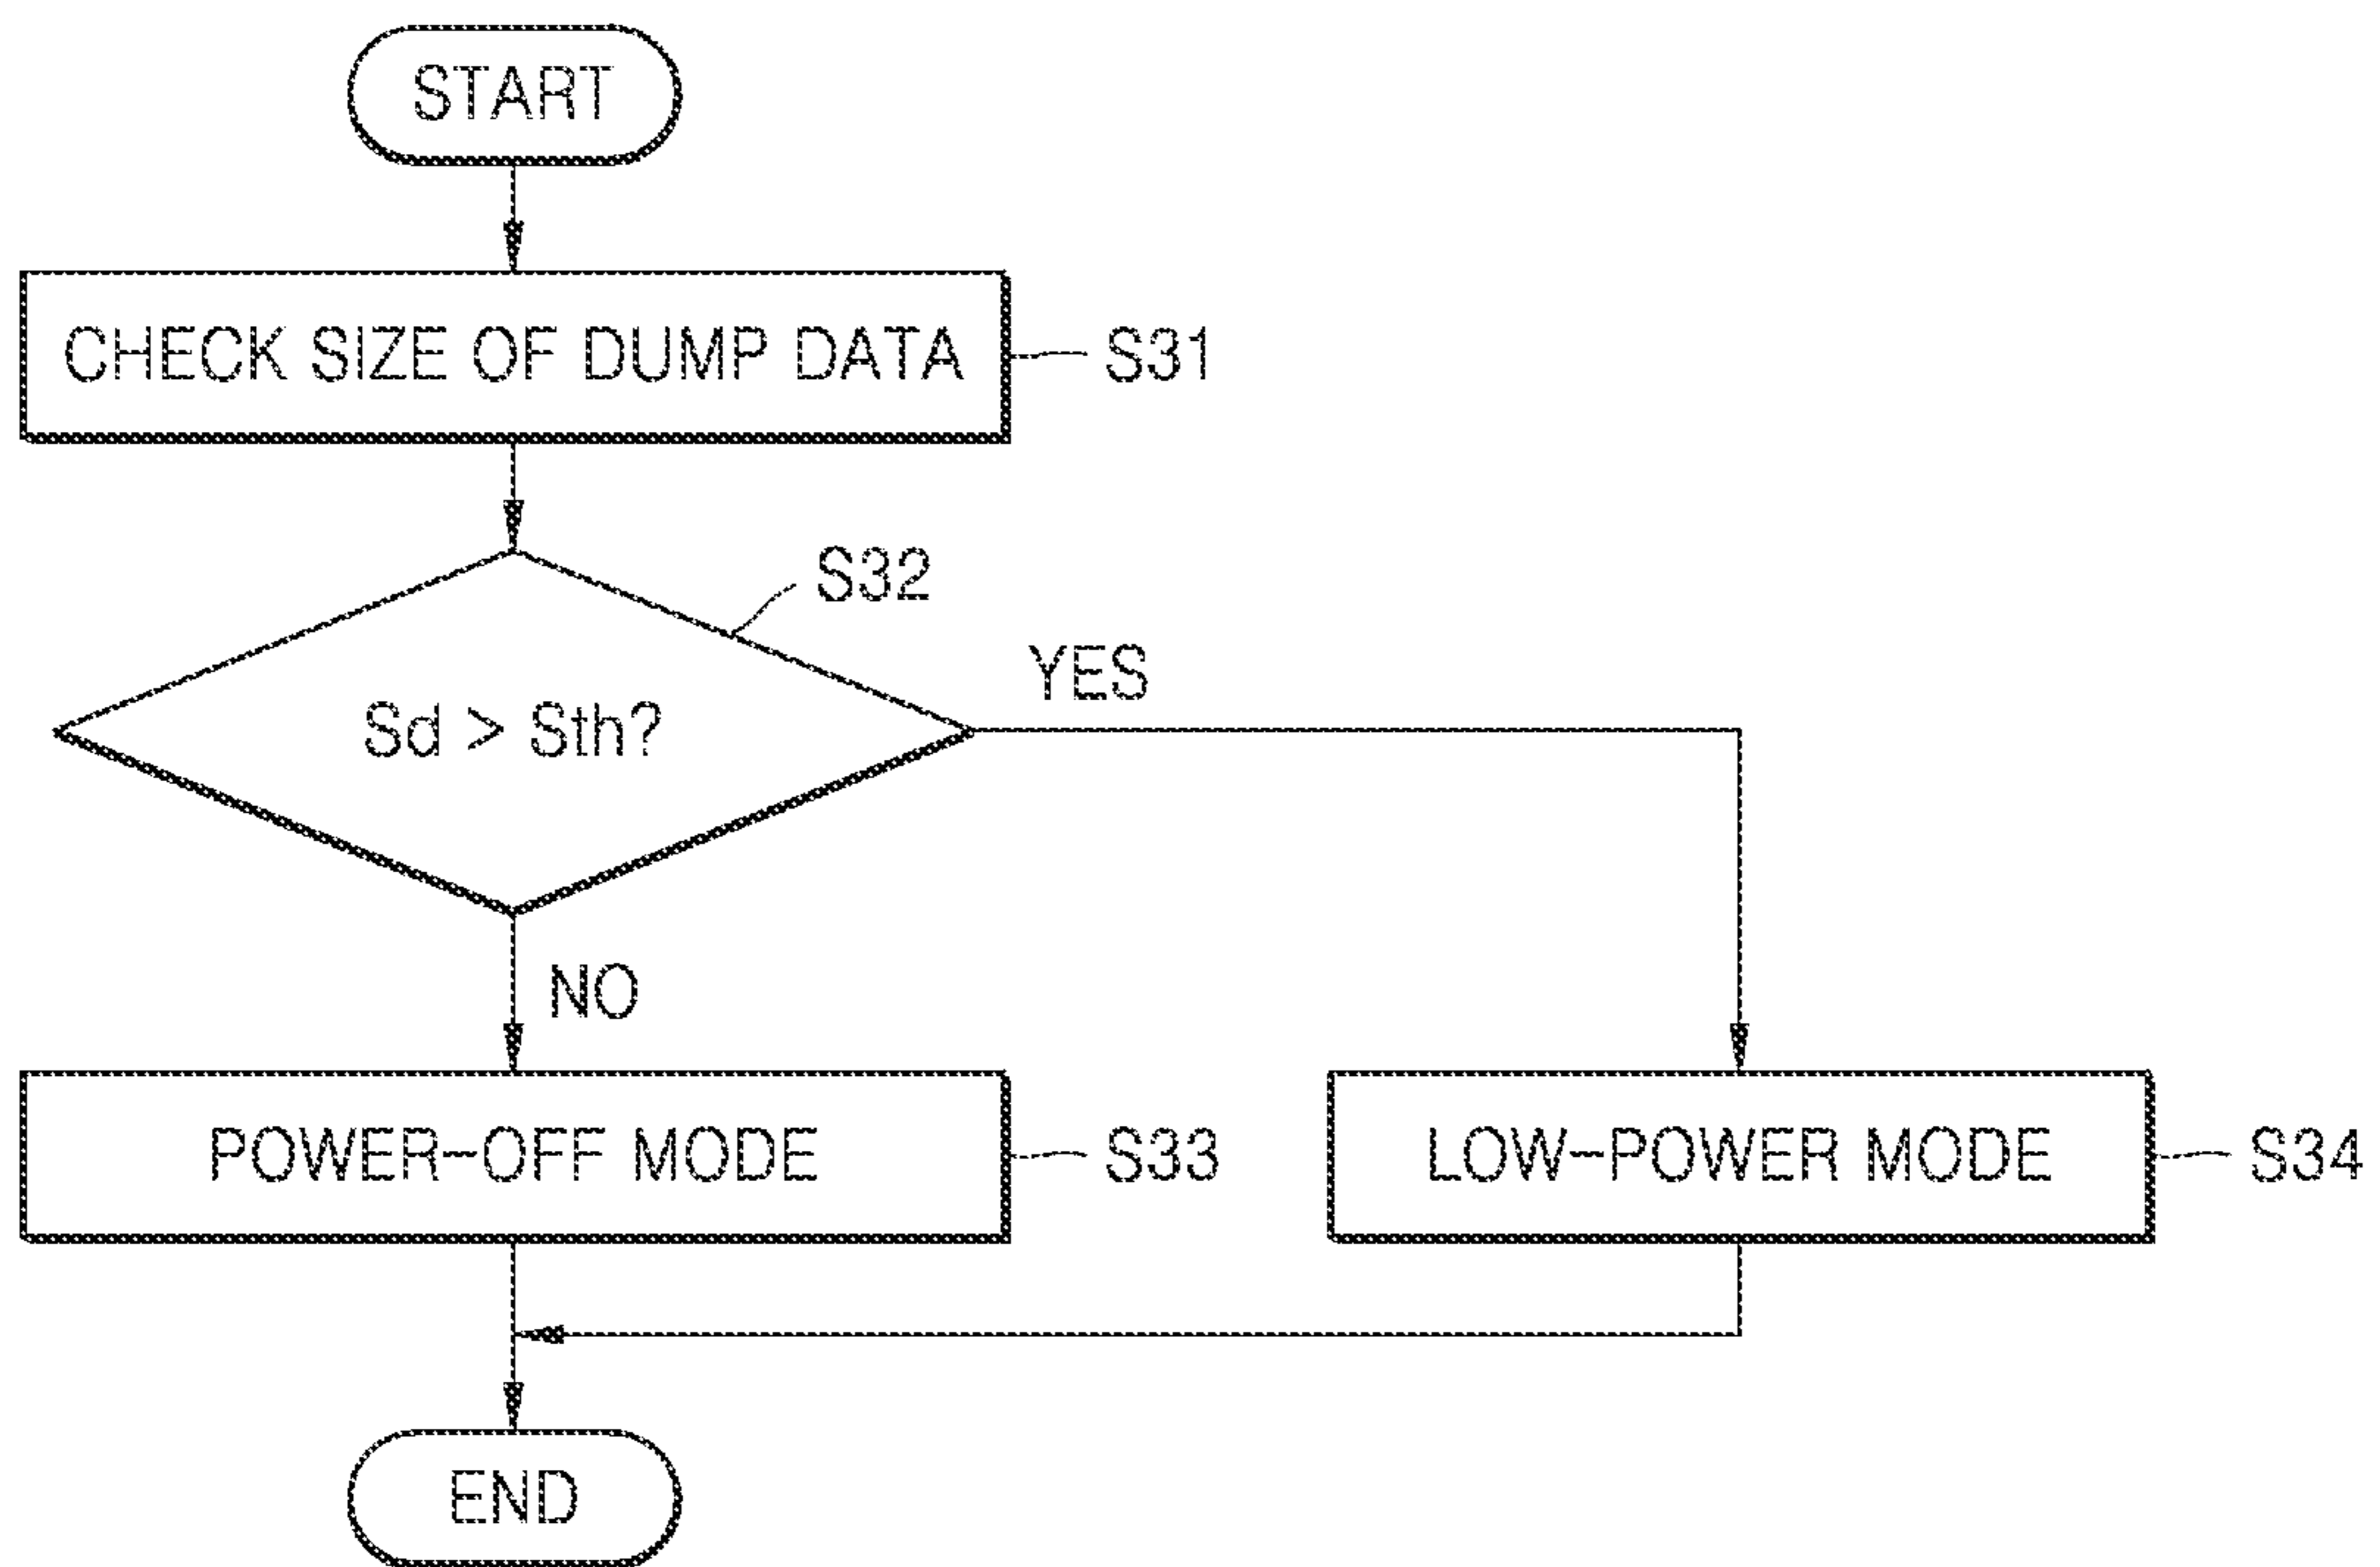 START
CHECK SIZE OF DUMP DATA
S31
S32
Sd > Sth?
YES
NO
POWER-OFF MODE
S33
LOW-POWER MODE
S34
END